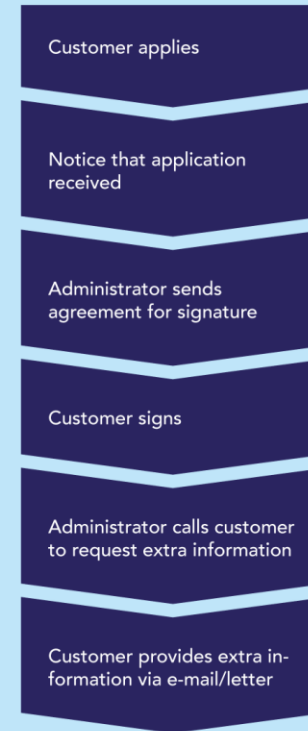 Customer applies
Notice that application
received
Administrator sends
agreement for signature
Customer signs
Administrator calls customer
to request extra information
Customer provides extra in-
formation via e-mail/letter